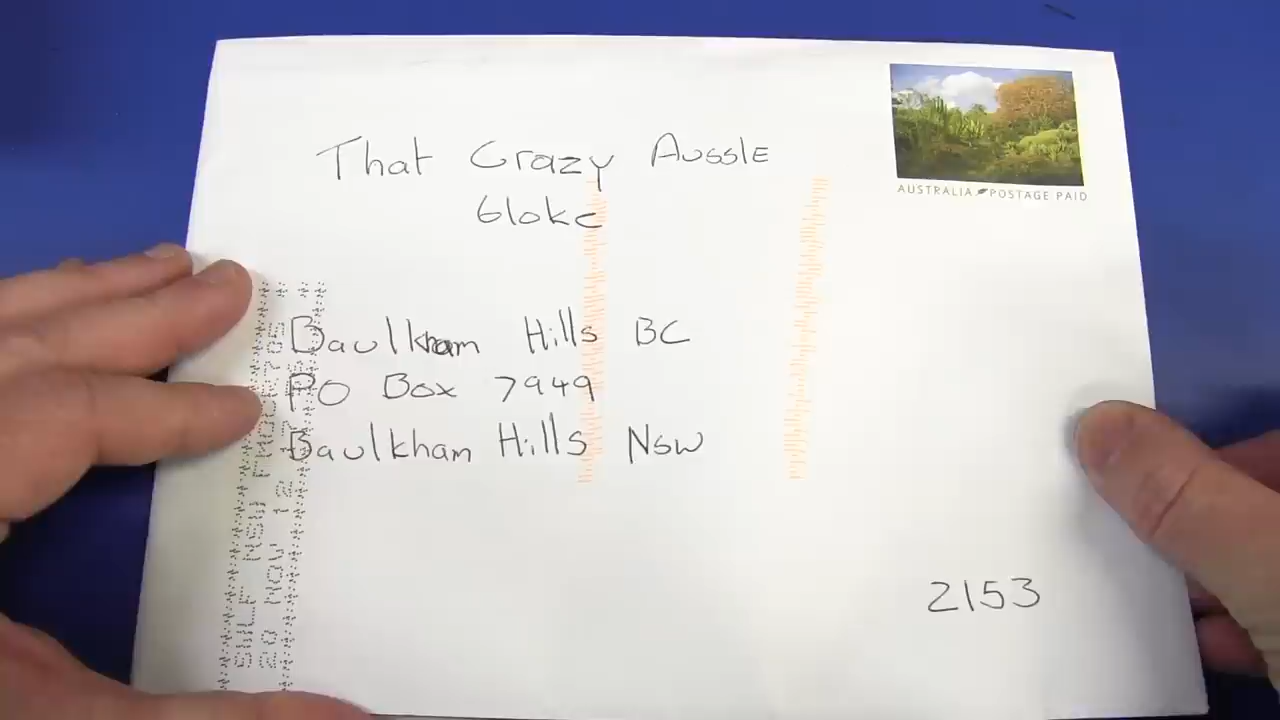 That Crazy Aussie
Bloke
AUSTRALIA POSTAGE PAID
Baulkham Hills BC
PO Box 7949
Baulkham Hills NSW
2153